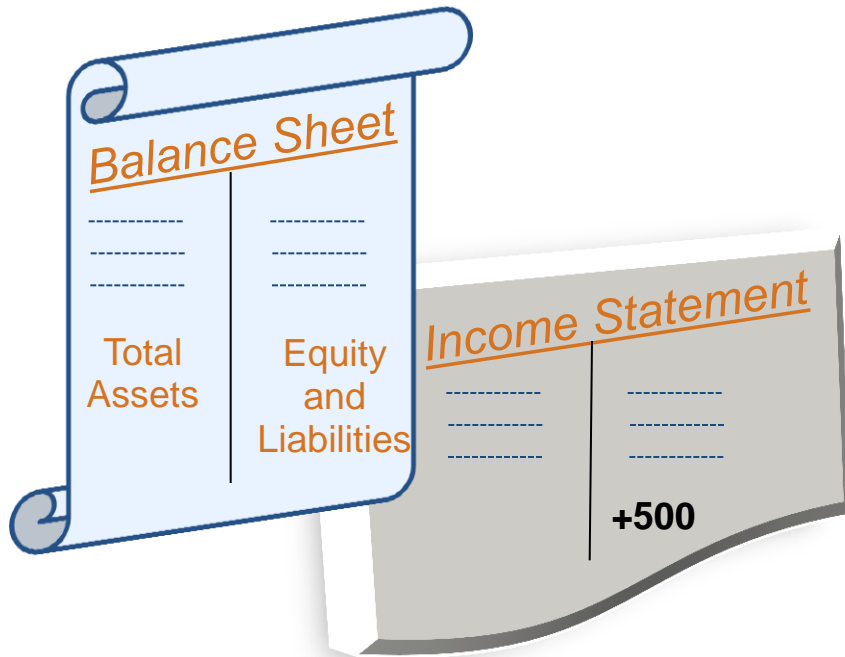 Balance Sheet
Total
Assets
Equity
and
Liabilities
Income Statement
+500